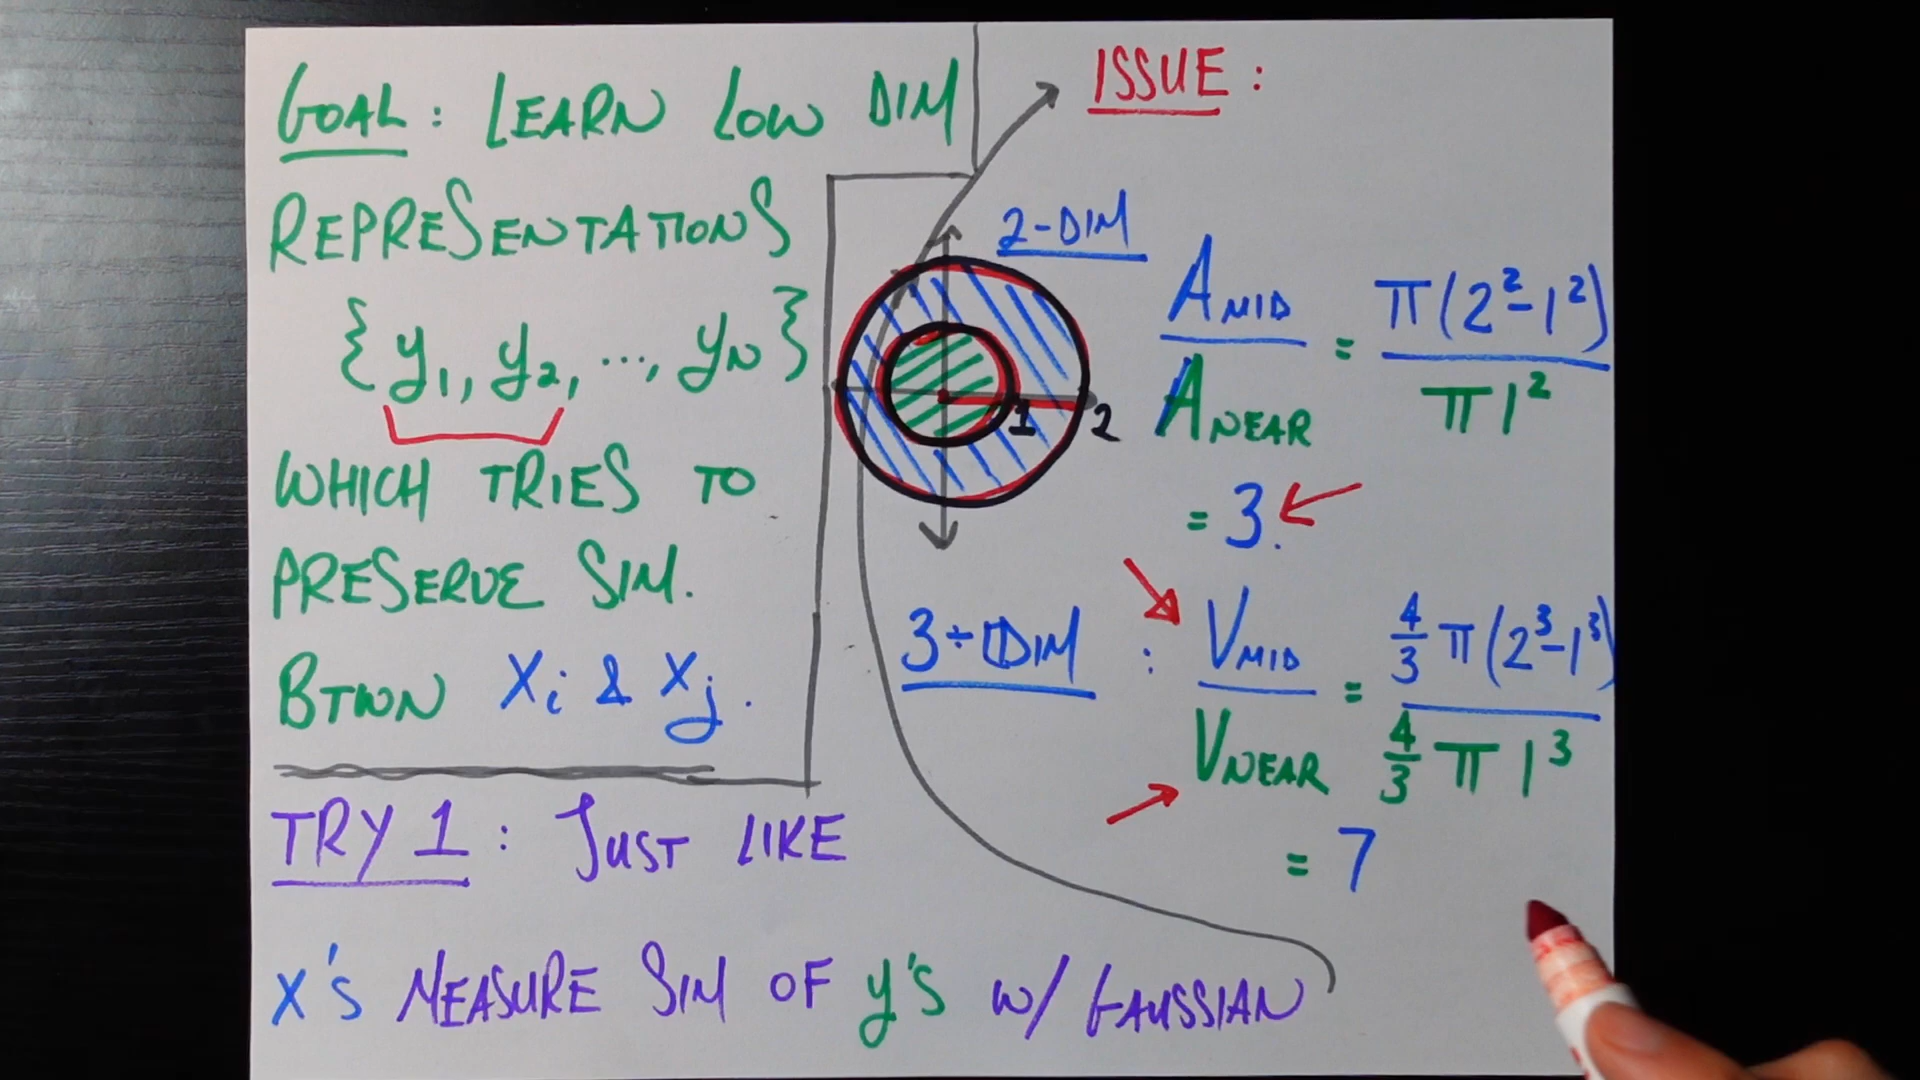 GOAL: LEARN LOW DIM
REPRESENTATIONS
{y1, y2, ..., yN}
WHICH TRIES TO
PRESERVE SIM.
BTWN Xi & Xj.
TRY 1: JUST LIKE
X'S MEASURE SIM OF y'S W/ GAUSSIAN
ISSUE:
2-DIM
1 2
AMID / ANEAR = π(2²-1²) / π1²
= 3.
3-DIM : VMID / VNEAR = 4/3 π(2³-1³) / 4/3 π1³
= 7